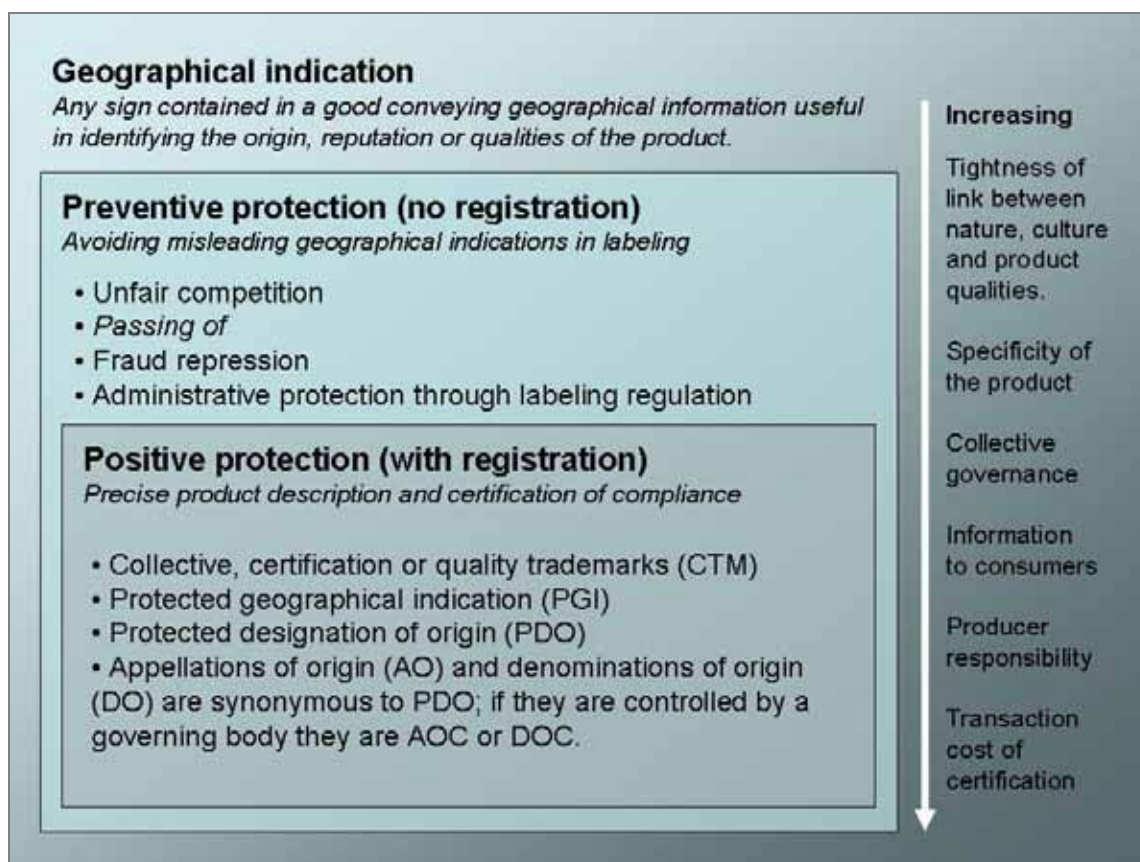 Geographical indication
Any sign contained in a good conveying geographical information useful
in identifying the origin, reputation or qualities of the product.
Preventive protection (no registration)
Avoiding misleading geographical indications in labeling
• Unfair competition
• Passing of
• Fraud repression
• Administrative protection through labeling regulation
Positive protection (with registration)
Precise product description and certification of compliance
• Collective, certification or quality trademarks (CTM)
• Protected geographical indication (PGI)
• Protected designation of origin (PDO)
• Appellations of origin (AO) and denominations of origin
(DO) are synonymous to PDO; if they are controlled by a
governing body they are AOC or DOC.
Increasing
Tightness of
link between
nature, culture
and product
qualities.
Specificity of
the product
Collective
governance
Information
to consumers
Producer
responsibility
Transaction
cost of
certification